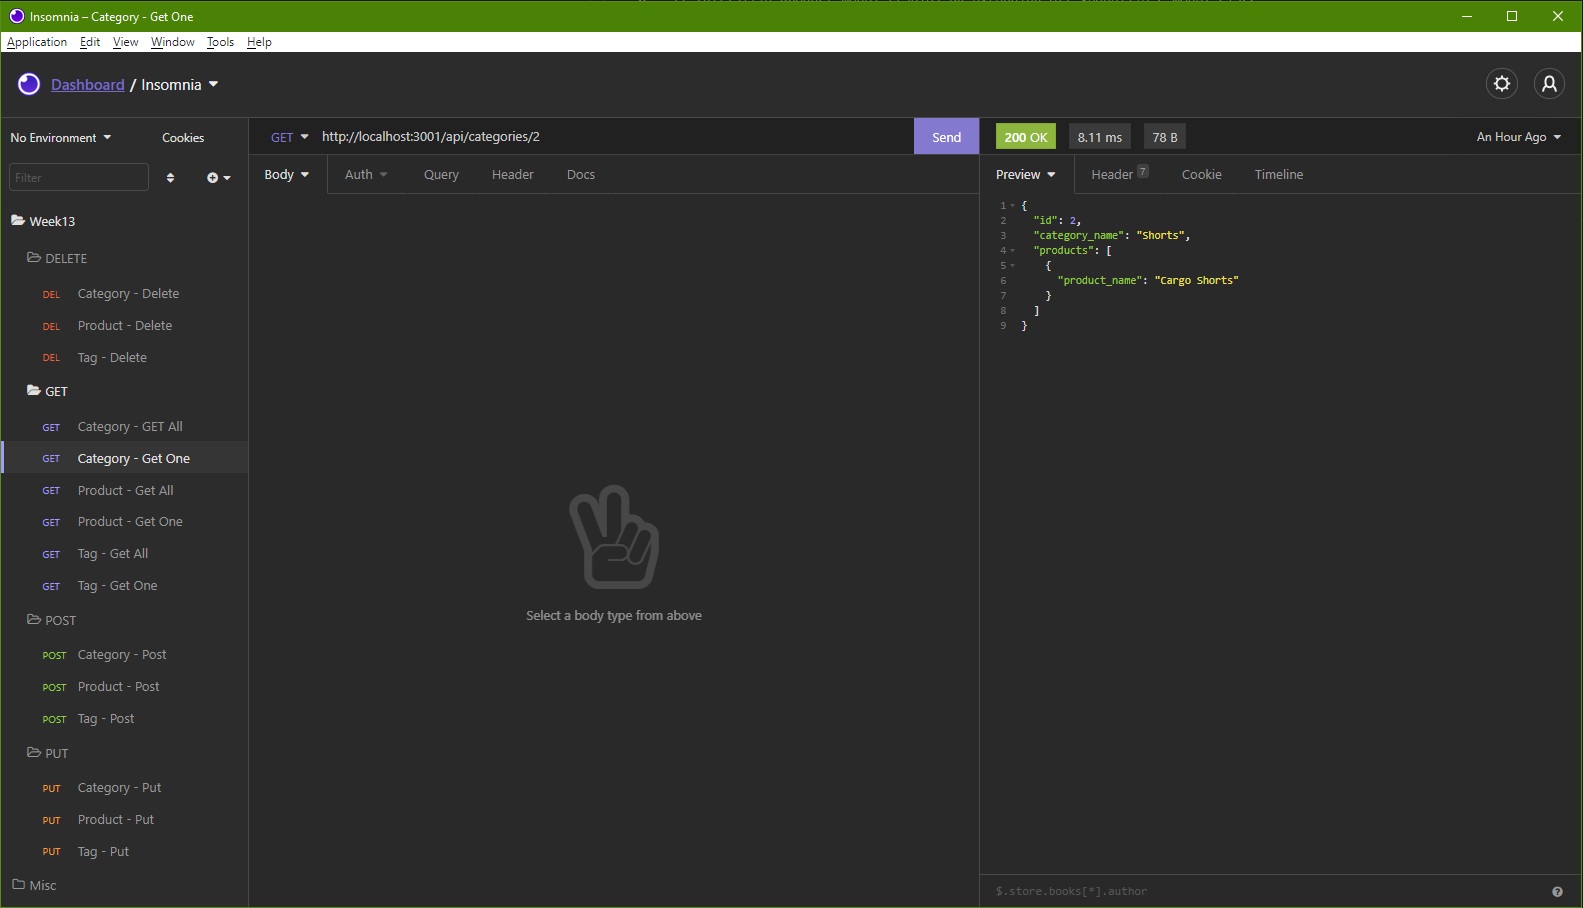 Insomnia – Category - Get One
Application Edit View Window Tools Help
Dashboard / Insomnia
No Environment
Cookies
Filter
Week13
DELETE
DEL Category - Delete
DEL Product - Delete
DEL Tag - Delete
GET
GET Category - GET All
GET Category - Get One
GET Product - Get All
GET Product - Get One
GET Tag - Get All
GET Tag - Get One
POST
POST Category - Post
POST Product - Post
POST Tag - Post
PUT
PUT Category - Put
PUT Product - Put
PUT Tag - Put
Misc
GET http://localhost:3001/api/categories/2 Send
Body Auth Query Header Docs
Select a body type from above
200 OK 8.11 ms 78 B An Hour Ago
Preview Header 7 Cookie Timeline
1 {
2 "id": 2,
3 "category_name": "Shorts",
4 "products": [
5 {
6 "product_name": "Cargo Shorts"
7 }
8 ]
9 }
$.store.books[*].author